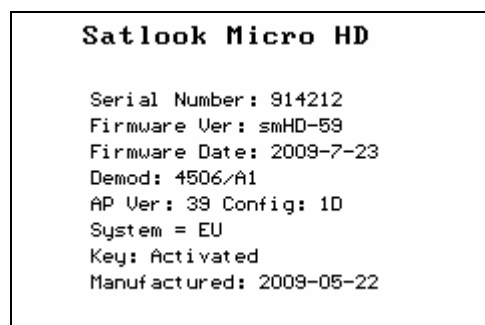 Satlook Micro HD
Serial Number: 914212
Firmware Ver: smHD-59
Firmware Date: 2009-7-23
Demod: 4506/A1
AP Ver: 39 Config: 1D
System = EU
Key: Activated
Manufactured: 2009-05-22